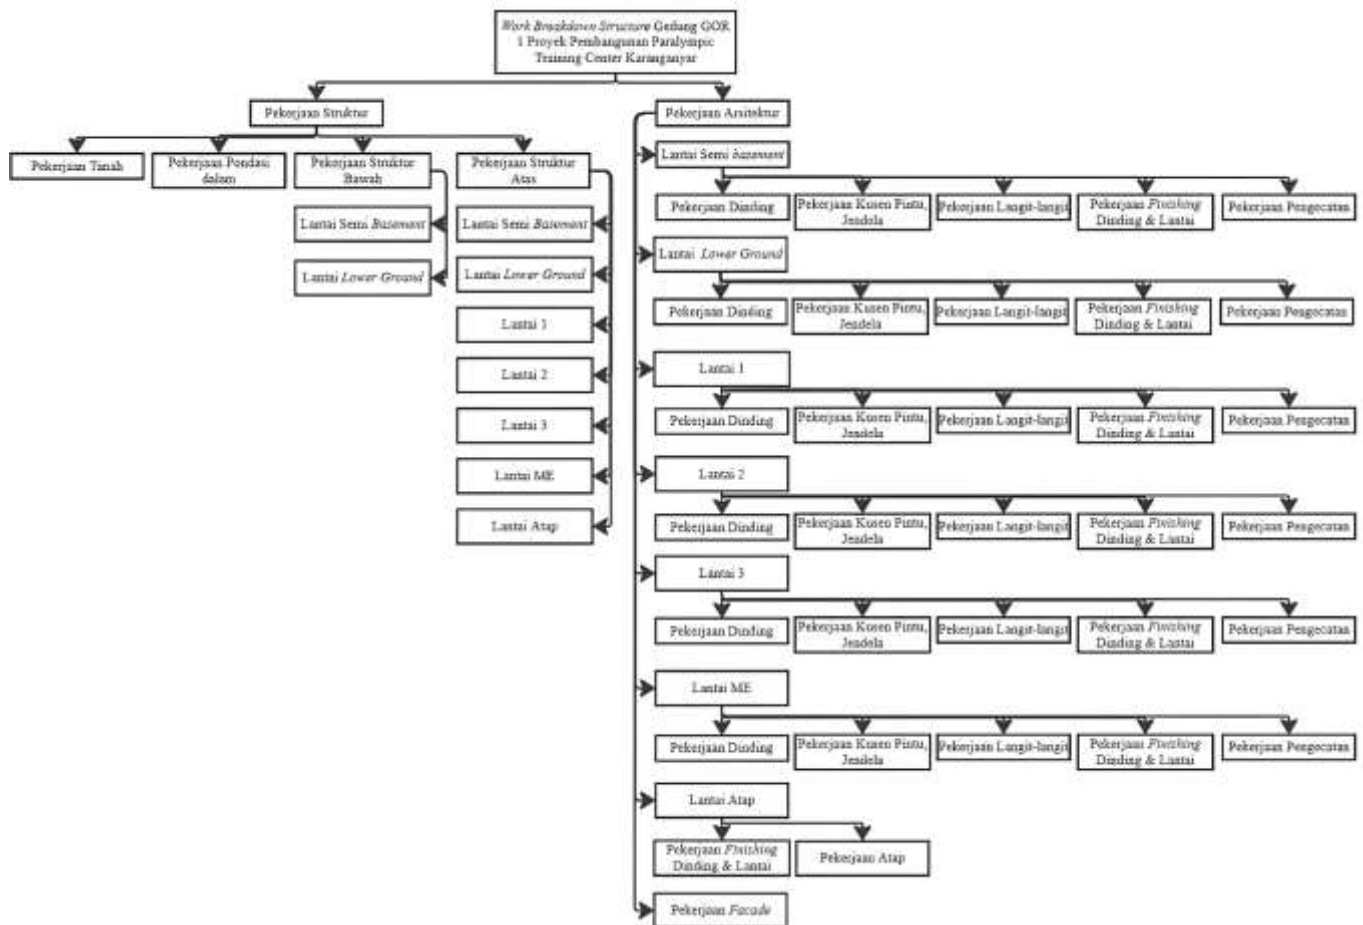 Work Breakdown Structure Gedung GOR
1 Proyek Pembangunan Paralympic
Training Center Karanganyar
Pekerjaan Struktur
Pekerjaan Arsitektur
Pekerjaan Tanah
Pekerjaan Pondasi
dalam
Pekerjaan Struktur
Bawah
Pekerjaan Struktur
Atas
Lantai Semi Basement
Lantai Lower Ground
Lantai Semi Basement
Lantai Lower Ground
Lantai 1
Lantai 2
Lantai 3
Lantai ME
Lantai Atap
Lantai Semi basement
Pekerjaan Dinding
Pekerjaan Kusen Pintu,
Jendela
Pekerjaan Langit-langit
Pekerjaan Finishing
Dinding & Lantai
Pekerjaan Pengecatan
Lantai Lower Ground
Pekerjaan Dinding
Pekerjaan Kusen Pintu,
Jendela
Pekerjaan Langit-langit
Pekerjaan Finishing
Dinding & Lantai
Pekerjaan Pengecatan
Lantai 1
Pekerjaan Dinding
Pekerjaan Kusen Pintu,
Jendela
Pekerjaan Langit-langit
Pekerjaan Finishing
Dinding & Lantai
Pekerjaan Pengecatan
Lantai 2
Pekerjaan Dinding
Pekerjaan Kusen Pintu,
Jendela
Pekerjaan Langit-langit
Pekerjaan Finishing
Dinding & Lantai
Pekerjaan Pengecatan
Lantai 3
Pekerjaan Dinding
Pekerjaan Kusen Pintu,
Jendela
Pekerjaan Langit-langit
Pekerjaan Finishing
Dinding & Lantai
Pekerjaan Pengecatan
Lantai ME
Pekerjaan Dinding
Pekerjaan Kusen Pintu,
Jendela
Pekerjaan Langit-langit
Pekerjaan Finishing
Dinding & Lantai
Pekerjaan Pengecatan
Lantai Atap
Pekerjaan Finishing
Dinding & Lantai
Pekerjaan Atap
Pekerjaan Facade